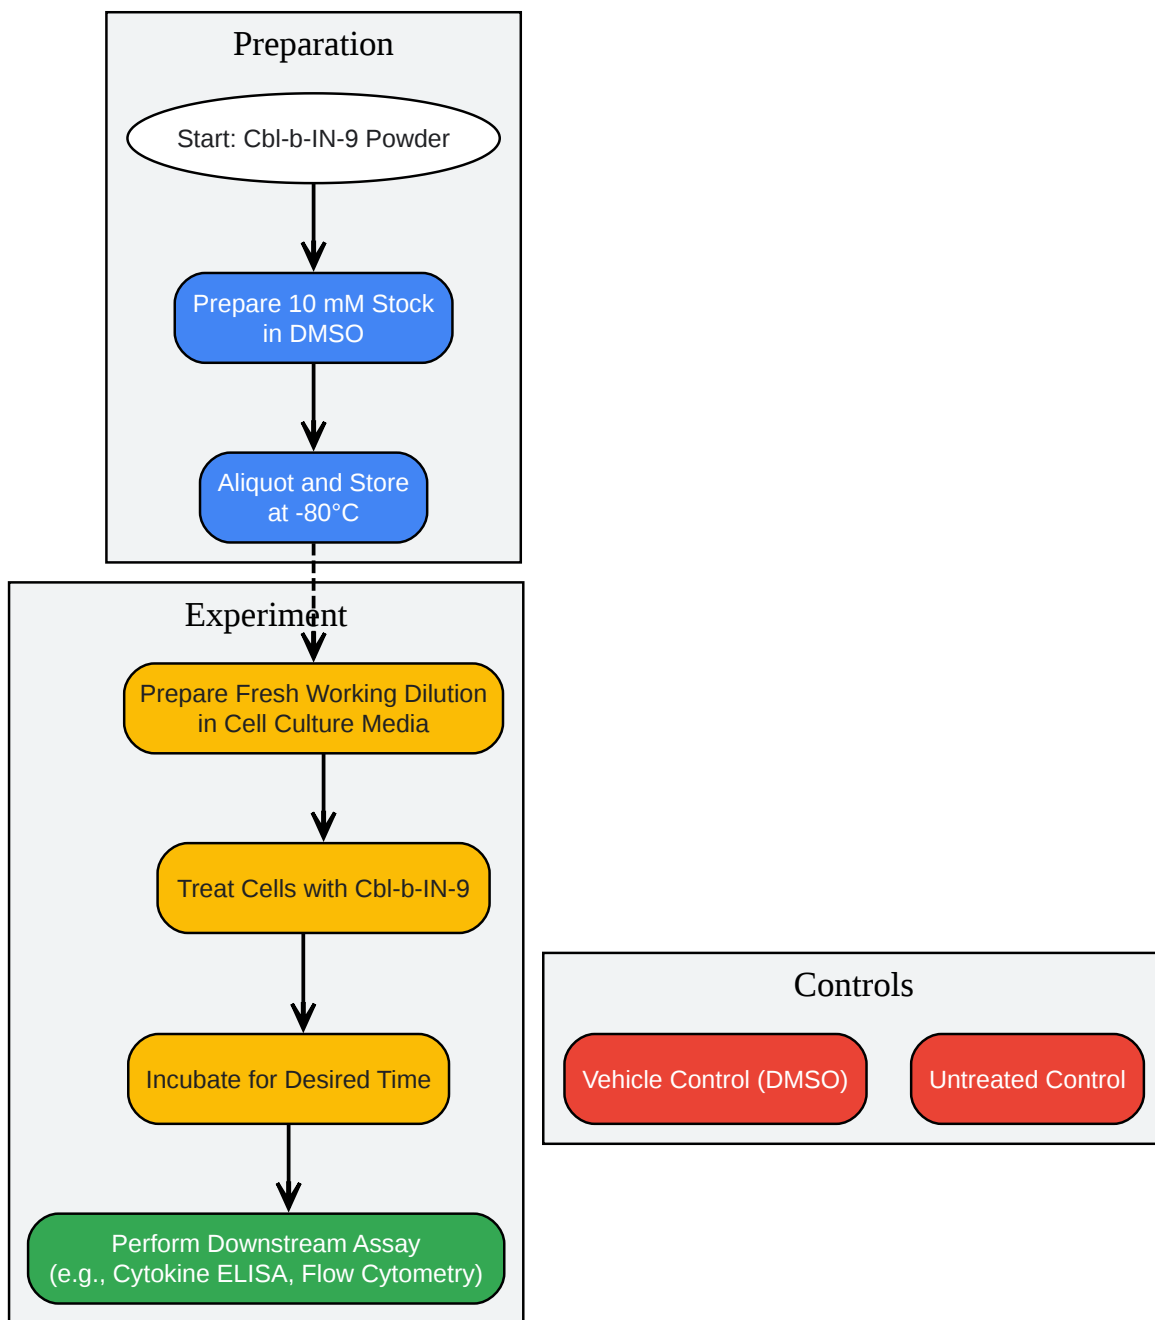 Preparation
Start: Cbl-b-IN-9 Powder
Prepare 10 mM Stock
in DMSO
Aliquot and Store
at -80°C
Experiment
Prepare Fresh Working Dilution
in Cell Culture Media
Treat Cells with Cbl-b-IN-9
Incubate for Desired Time
Perform Downstream Assay
(e.g., Cytokine ELISA, Flow Cytometry)
Controls
Vehicle Control (DMSO)
Untreated Control